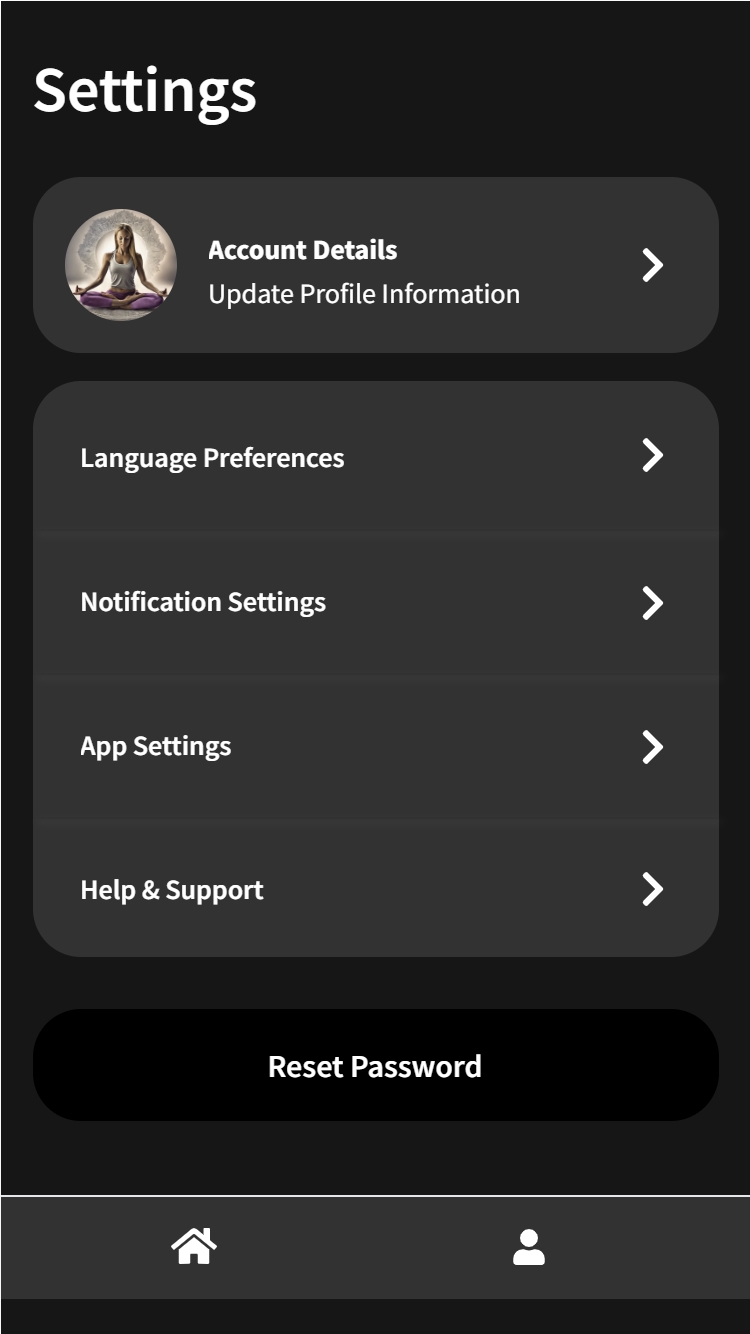 Settings
Account Details
Update Profile Information
Language Preferences
Notification Settings
App Settings
Help & Support
Reset Password